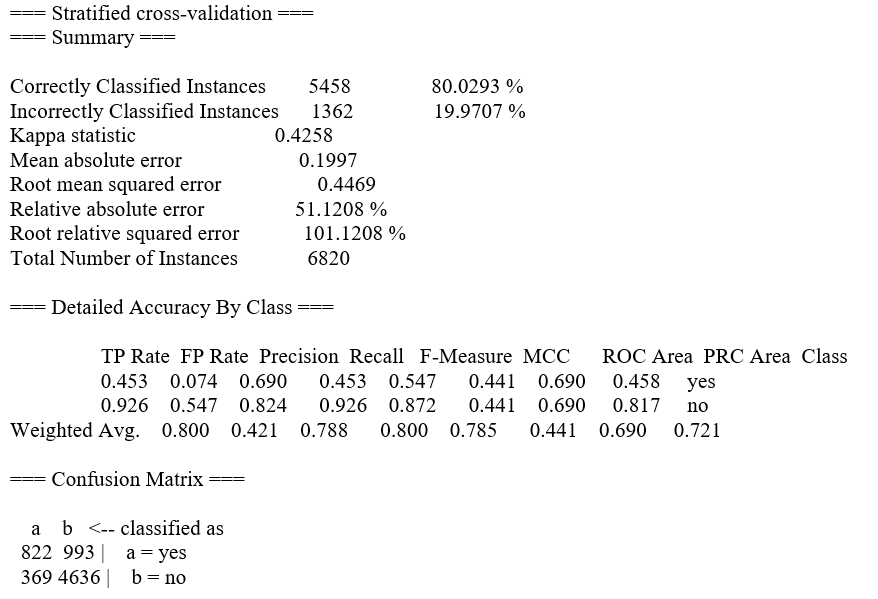 === Stratified cross-validation ===
=== Summary ===
Correctly Classified Instances 5458 80.0293 %
Incorrectly Classified Instances 1362 19.9707 %
Kappa statistic 0.4258
Mean absolute error 0.1997
Root mean squared error 0.4469
Relative absolute error 51.1208 %
Root relative squared error 101.1208 %
Total Number of Instances 6820
=== Detailed Accuracy By Class ===
TP Rate FP Rate Precision Recall F-Measure MCC ROC Area PRC Area Class
0.453 0.074 0.690 0.453 0.547 0.441 0.690 0.458 yes
0.926 0.547 0.824 0.926 0.872 0.441 0.690 0.817 no
Weighted Avg. 0.800 0.421 0.788 0.800 0.785 0.441 0.690 0.721
=== Confusion Matrix ===
a b <-- classified as
822 993 | a = yes
369 4636 | b = no